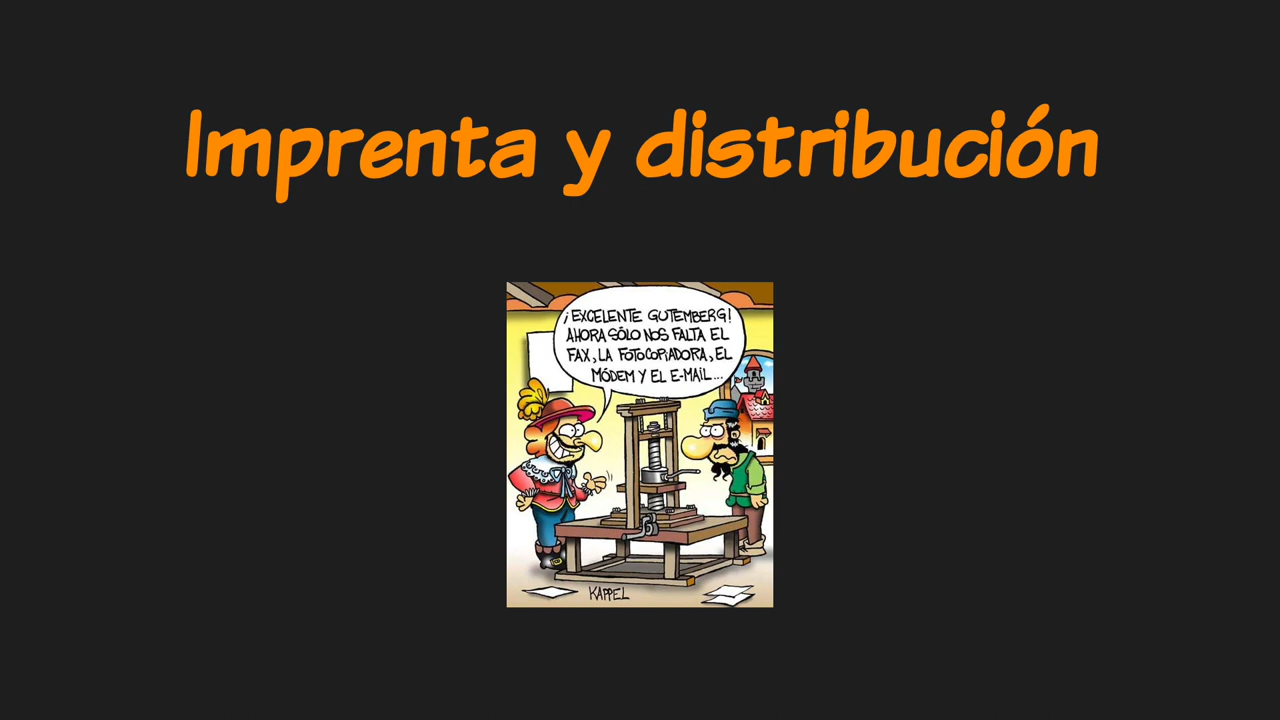 Imprenta y distribución
¡EXCELENTE GUTEMBERG!
AHORA SÓLO NOS FALTA EL
FAX, LA FOTOCOPiADORA, EL
MÓDEM Y EL E-MAiL...
KAPPEL